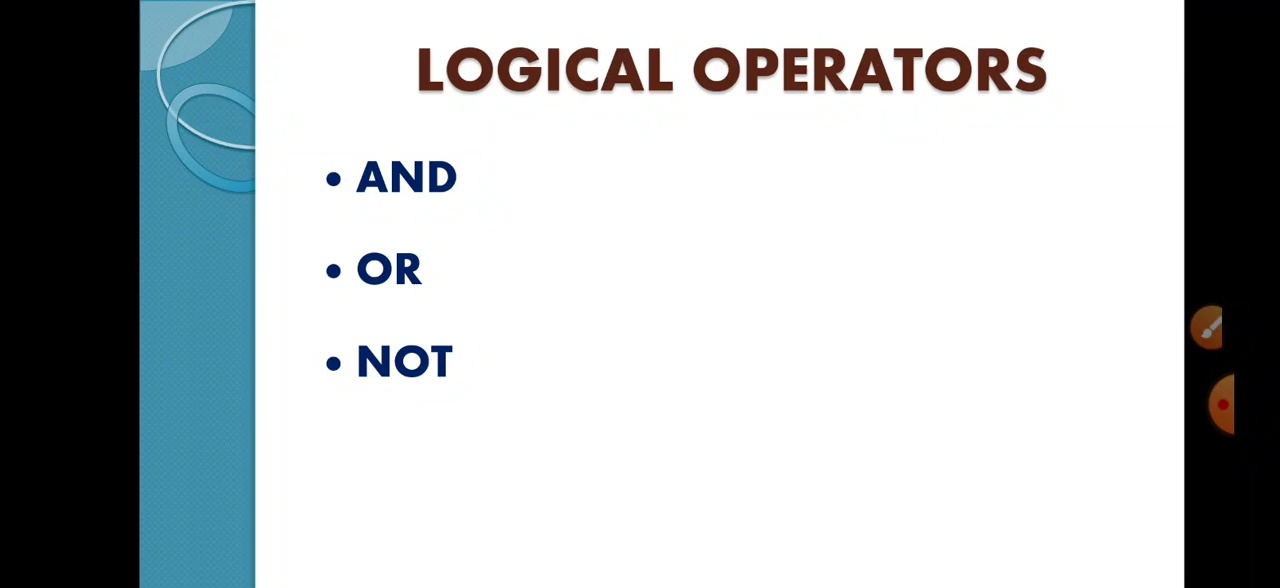 LOGICAL OPERATORS
• AND
• OR
• NOT